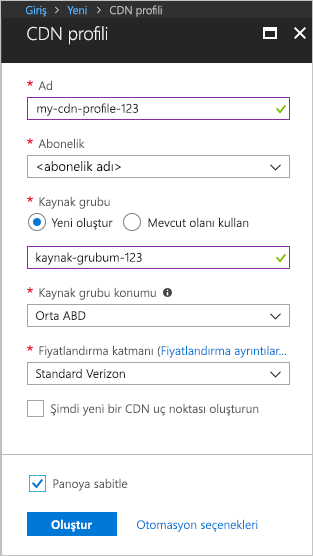 Giriş > Yeni > CDN profili
CDN profili
* Ad
my-cdn-profile-123
* Abonelik
<abonelik adı>
* Kaynak grubu
Yeni oluştur Mevcut olanı kullan
kaynak-grubum-123
* Kaynak grubu konumu
Orta ABD
* Fiyatlandırma katmanı (Fiyatlandırma ayrıntılar...
Standard Verizon
Şimdi yeni bir CDN uç noktası oluşturun
Panoya sabitle
Oluştur Otomasyon seçenekleri